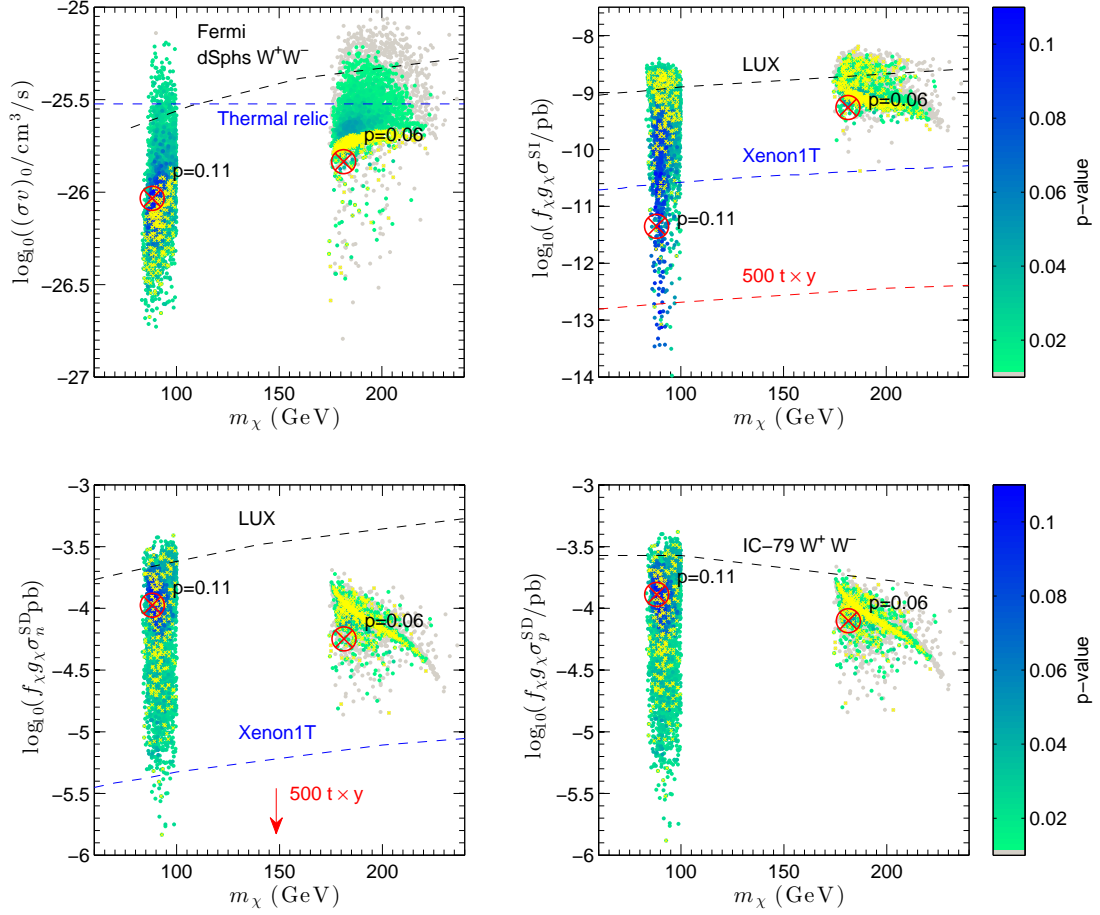 -25
-25.5
-26
-26.5
-27
100
150
200
log₁₀((σv)₀/cm³/s)
m_χ (GeV)
Fermi
dSphs W⁺W⁻
Thermal relic
p=0.06
p=0.11
-8
-9
-10
-11
-12
-13
-14
100
150
200
log₁₀(f_χ g_χ σ^SI/pb)
m_χ (GeV)
LUX
p=0.06
Xenon1T
p=0.11
500 t × y
0.1
0.08
0.06
0.04
0.02
p-value
-3
-3.5
-4
-4.5
-5
-5.5
-6
100
150
200
log₁₀(f_χ g_χ σₙ^SD pb)
m_χ (GeV)
LUX
p=0.11
p=0.06
Xenon1T
500 t × y
-3
-3.5
-4
-4.5
-5
-5.5
-6
100
150
200
log₁₀(f_χ g_χ σₚ^SD/pb)
m_χ (GeV)
IC−79 W⁺ W⁻
p=0.11
p=0.06
0.1
0.08
0.06
0.04
0.02
p-value